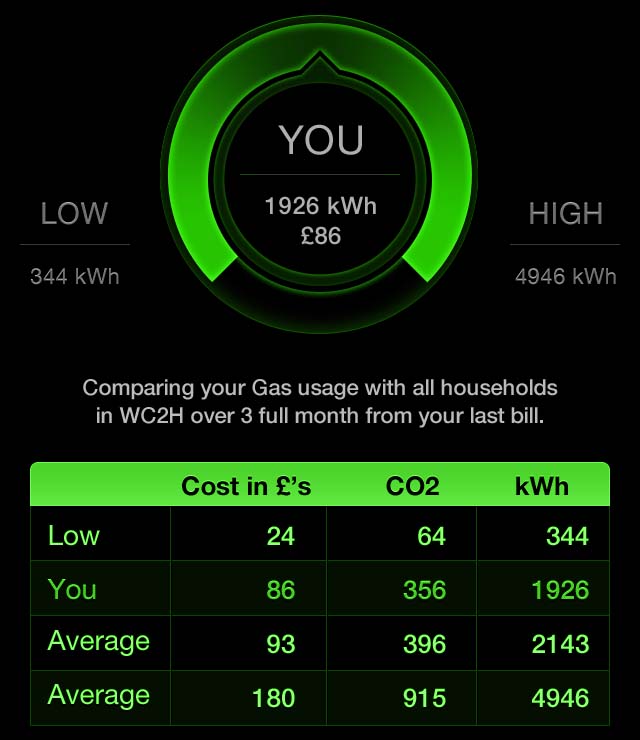 YOU
1926 kWh
£86
LOW
344 kWh
HIGH
4946 kWh
Comparing your Gas usage with all households
in WC2H over 3 full month from your last bill.
Cost in £'s CO2 kWh
Low 24 64 344
You 86 356 1926
Average 93 396 2143
Average 180 915 4946